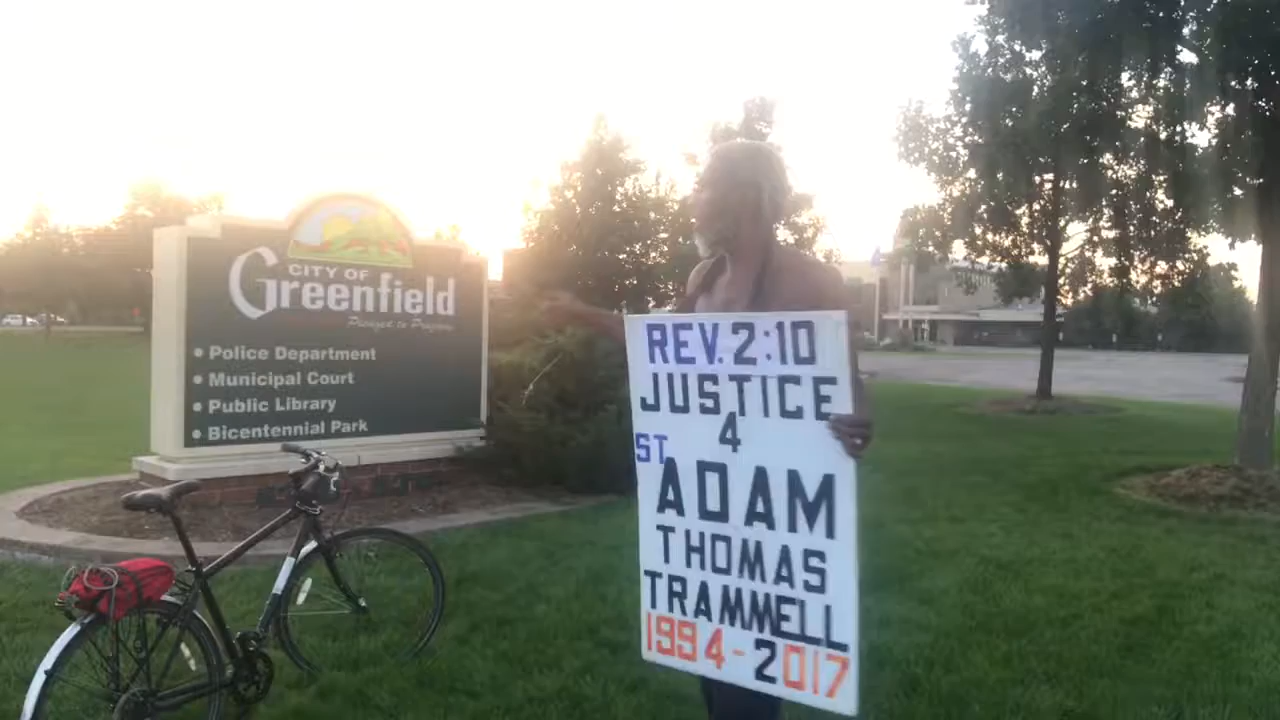 CITY OF
Greenfield
• Police Department
• Municipal Court
• Public Library
• Bicentennial Park
REV. 2:10
JUSTICE
4
ST
ADAM
THOMAS
TRAMMELL
1994-2017